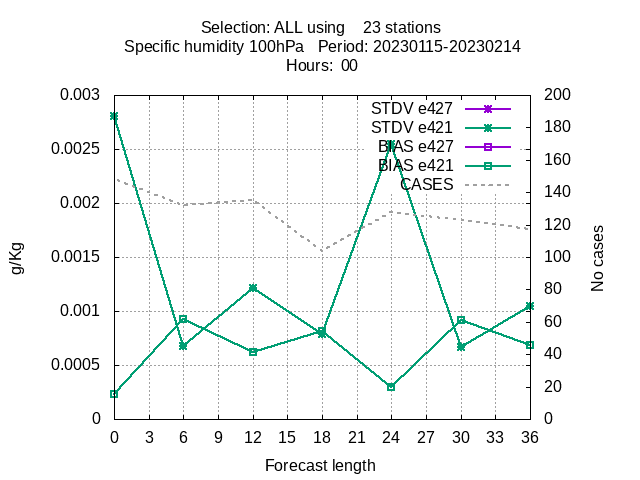 Selection: ALL using    23 stations
Specific humidity 100hPa   Period: 20230115-20230214
Hours:  00
0.003
0.0025
0.002
0.0015
0.001
0.0005
0
200
180
160
140
120
100
80
60
40
20
0
STDV e427
STDV e421
BIAS e427
BIAS e421
CASES
g/Kg
No cases
0 3 6 9 12 15 18 21 24 27 30 33 36
Forecast length